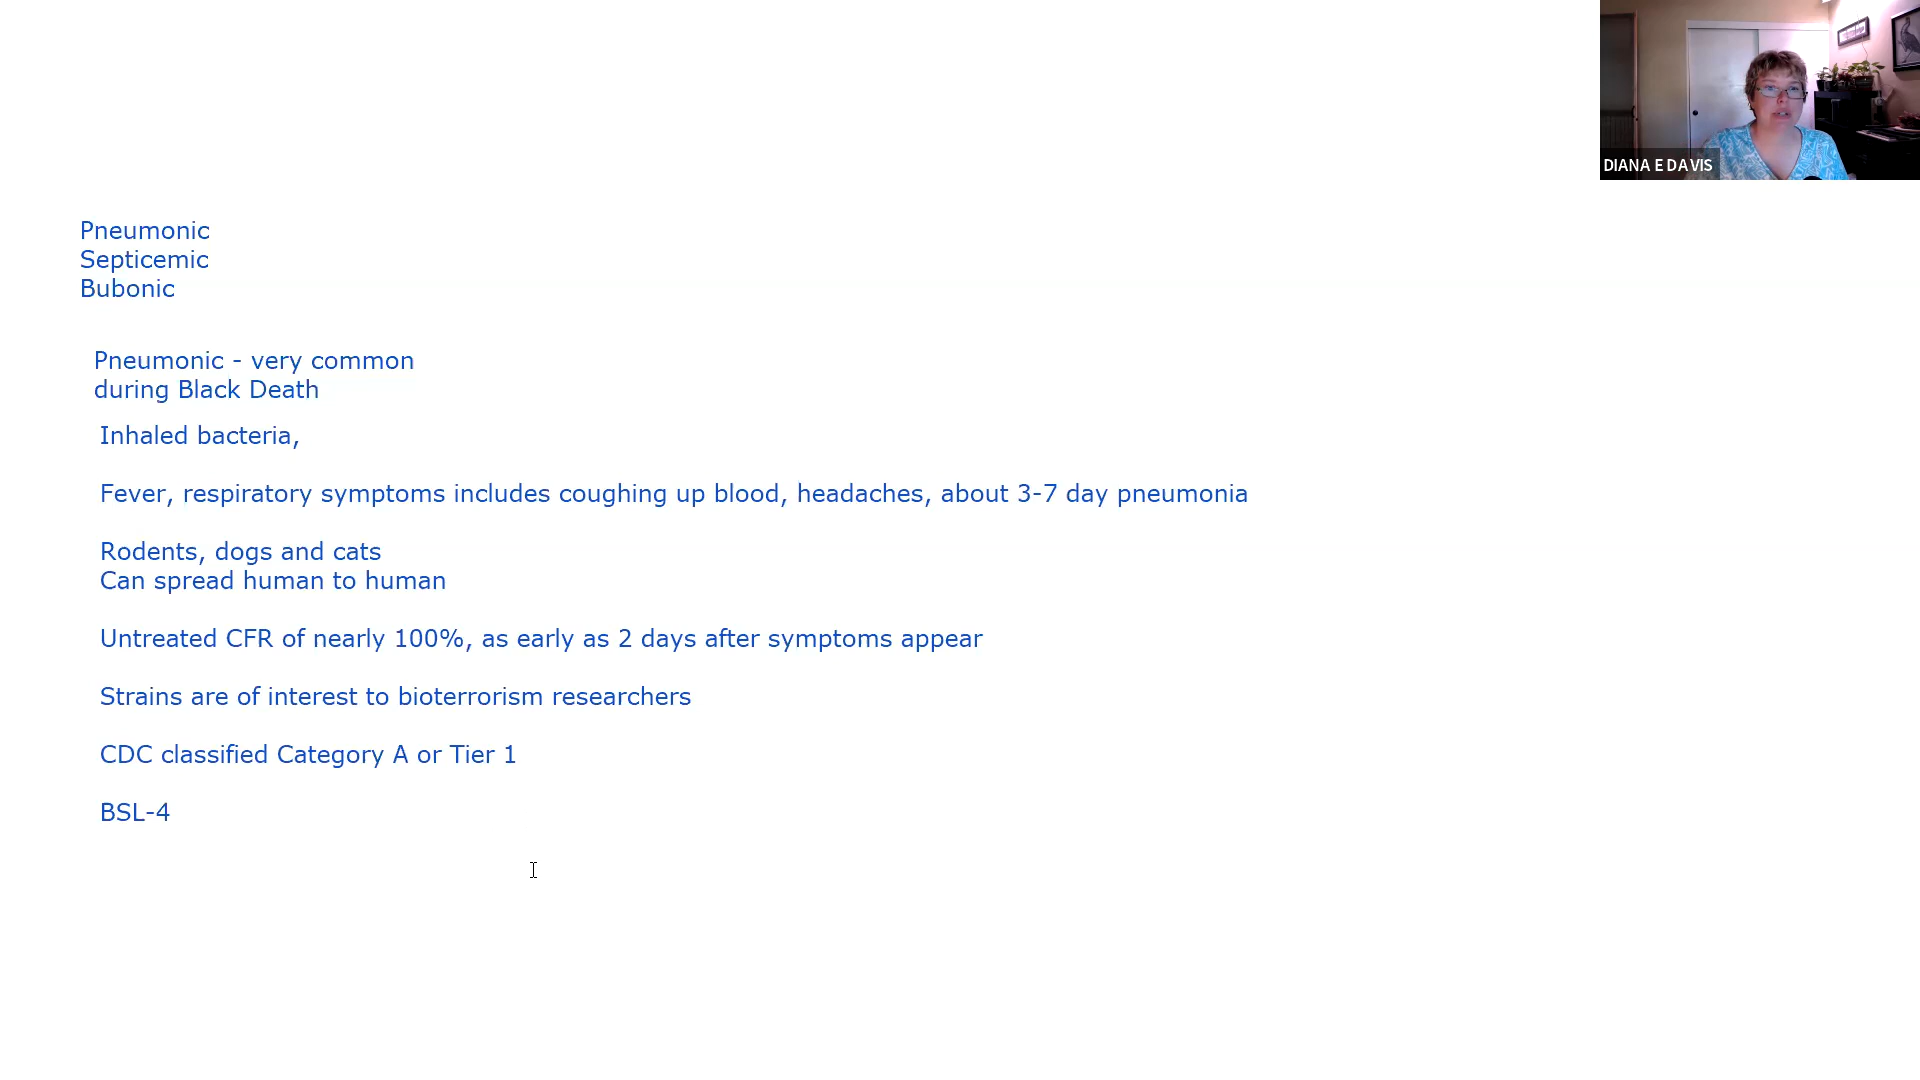 DIANA E DAVIS
Pneumonic
Septicemic
Bubonic
Pneumonic - very common
during Black Death
Inhaled bacteria,
Fever, respiratory symptoms includes coughing up blood, headaches, about 3-7 day pneumonia
Rodents, dogs and cats
Can spread human to human
Untreated CFR of nearly 100%, as early as 2 days after symptoms appear
Strains are of interest to bioterrorism researchers
CDC classified Category A or Tier 1
BSL-4